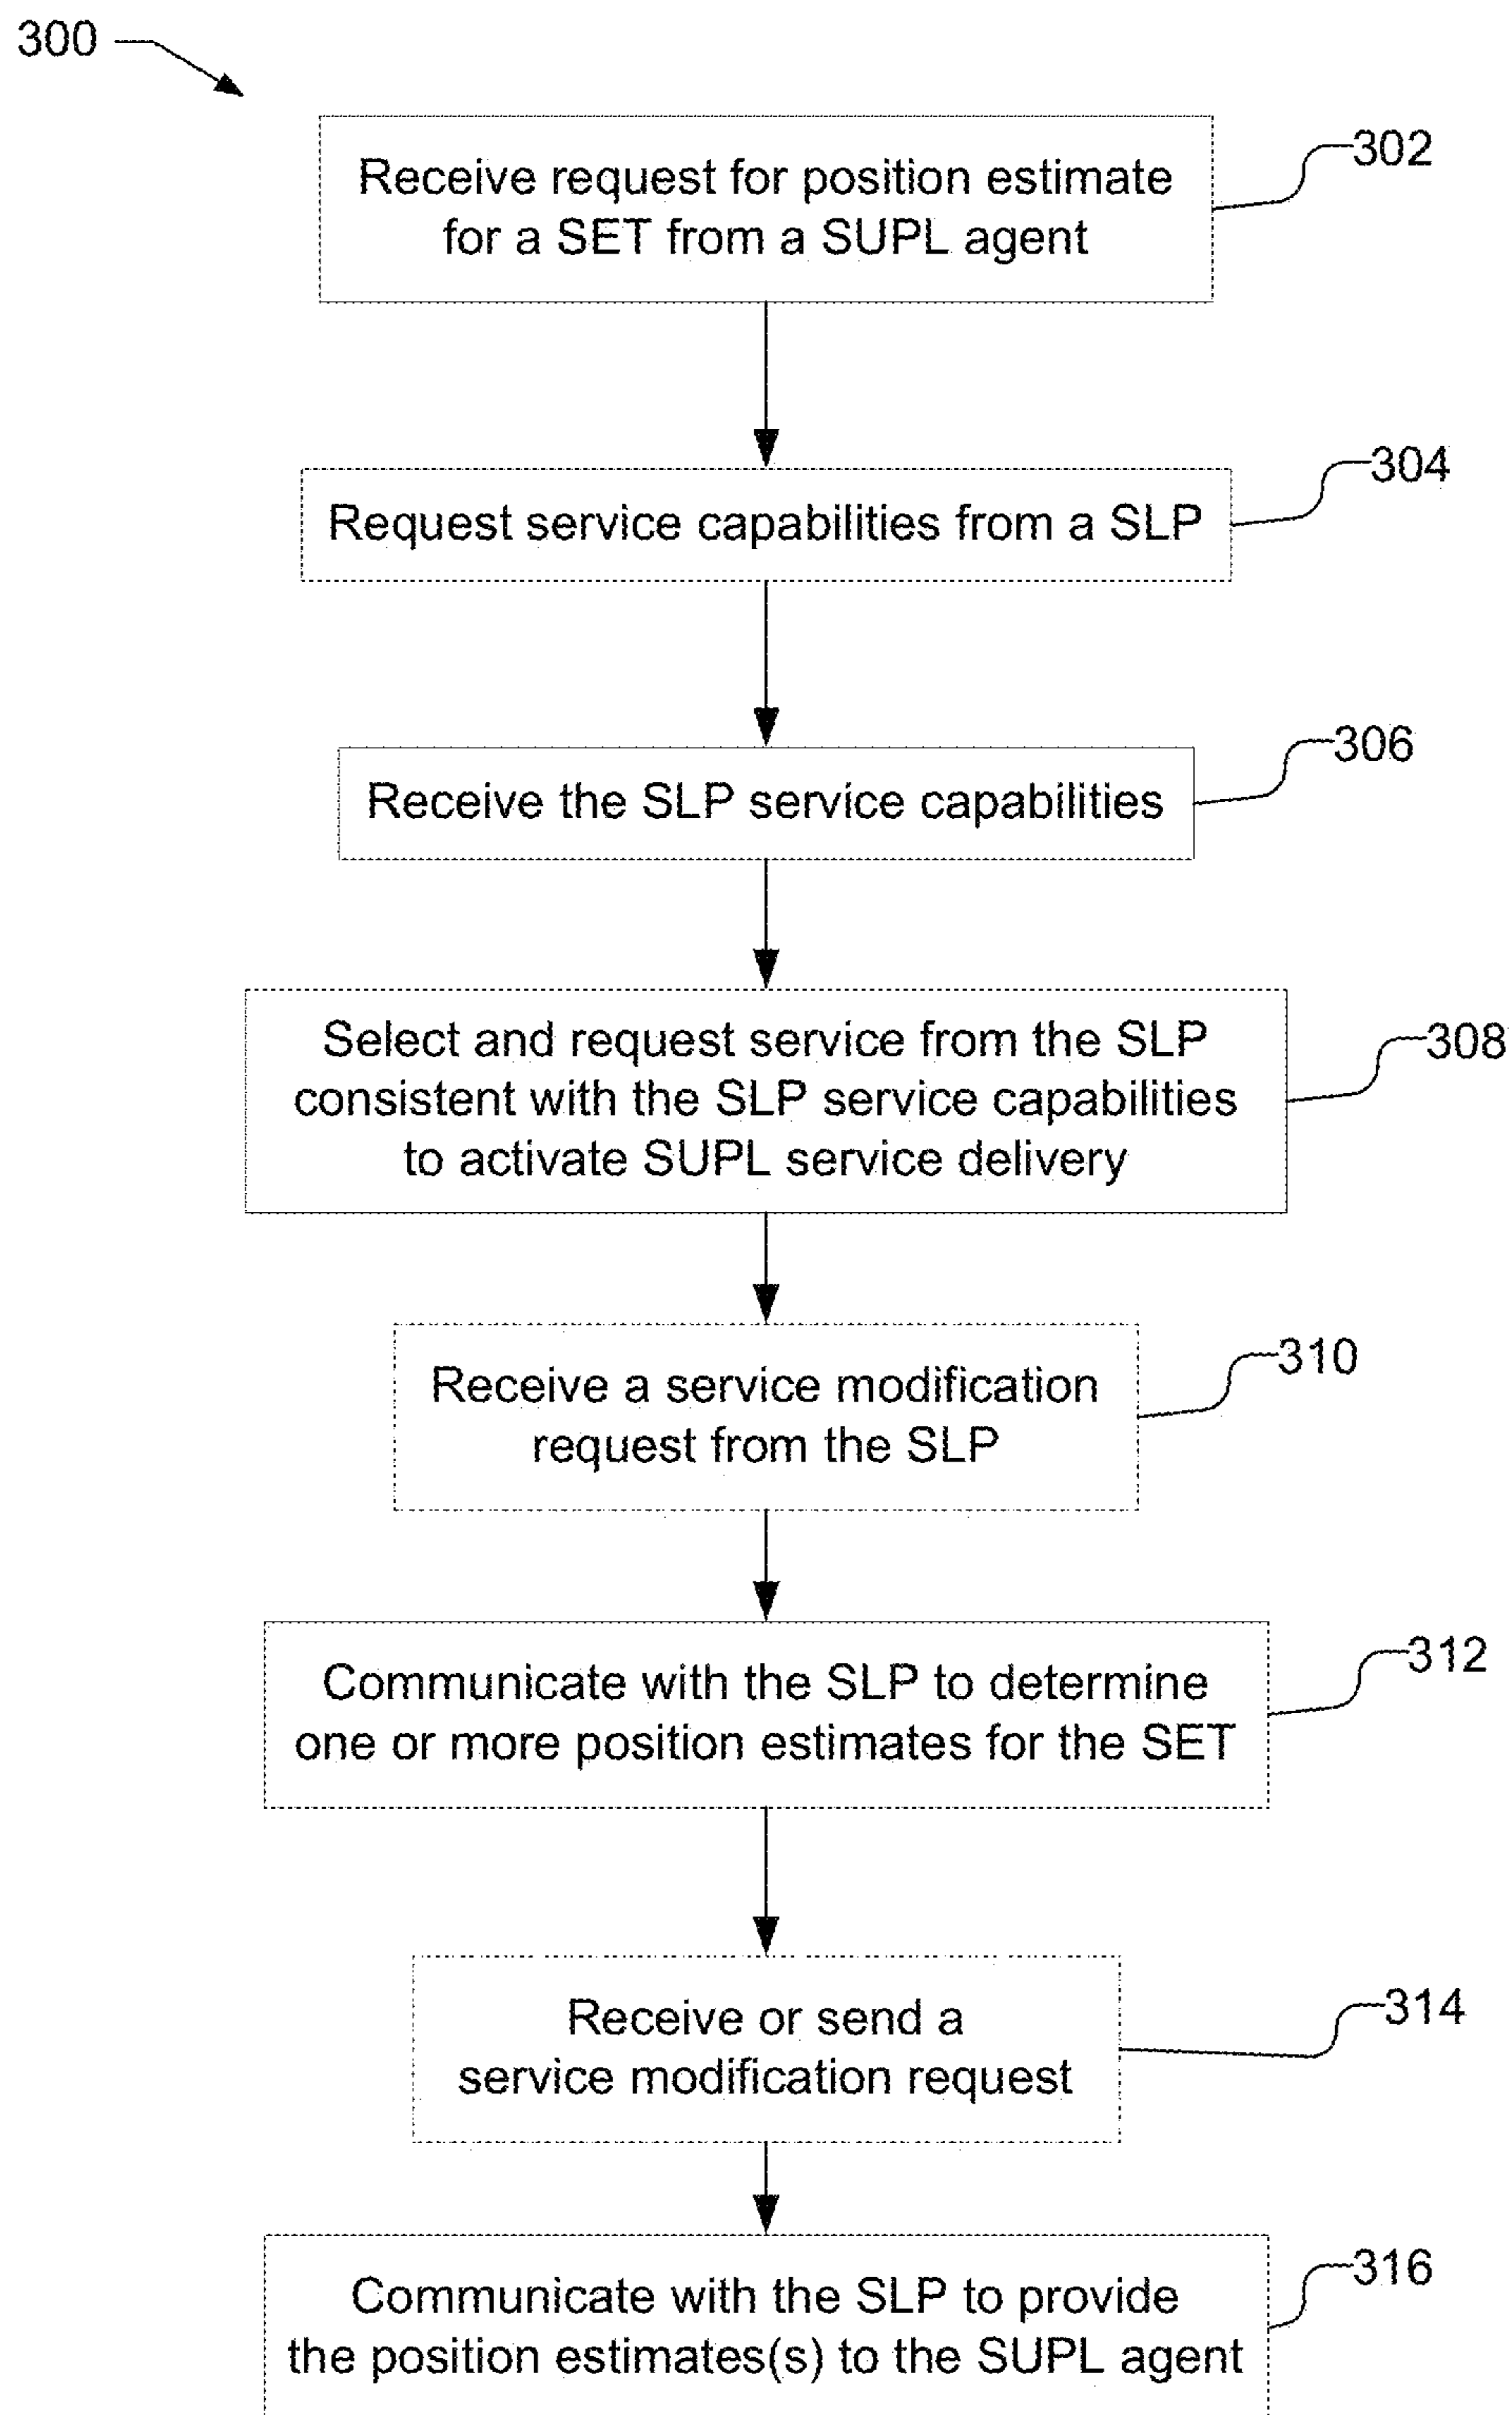 300
Receive request for position estimate
for a SET from a SUPL agent
302
Request service capabilities from a SLP
304
Receive the SLP service capabilities
306
Select and request service from the SLP
consistent with the SLP service capabilities
to activate SUPL service delivery
308
Receive a service modification
request from the SLP
310
Communicate with the SLP to determine
one or more position estimates for the SET
312
Receive or send a
service modification request
314
Communicate with the SLP to provide
the position estimates(s) to the SUPL agent
316